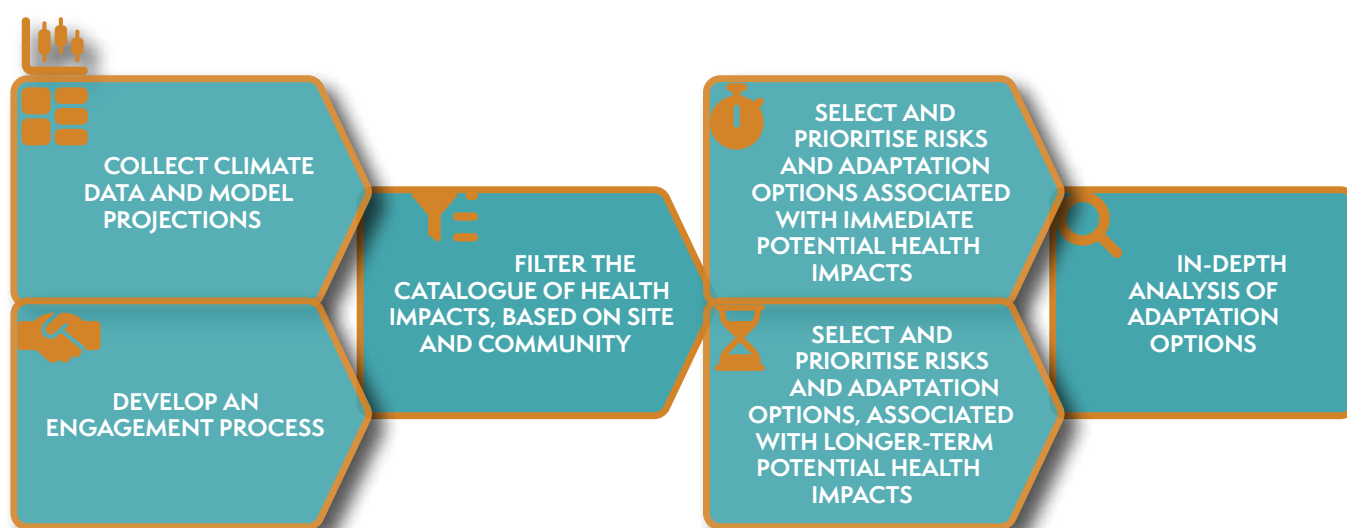 COLLECT CLIMATE
DATA AND MODEL
PROJECTIONS
DEVELOP AN
ENGAGEMENT PROCESS
FILTER THE
CATALOGUE OF HEALTH
IMPACTS, BASED ON SITE
AND COMMUNITY
SELECT AND
PRIORITISE RISKS
AND ADAPTATION
OPTIONS ASSOCIATED
WITH IMMEDIATE
POTENTIAL HEALTH
IMPACTS
SELECT AND
PRIORITISE RISKS
AND ADAPTATION
OPTIONS, ASSOCIATED
WITH LONGER-TERM
POTENTIAL HEALTH
IMPACTS
IN-DEPTH
ANALYSIS OF
ADAPTATION
OPTIONS